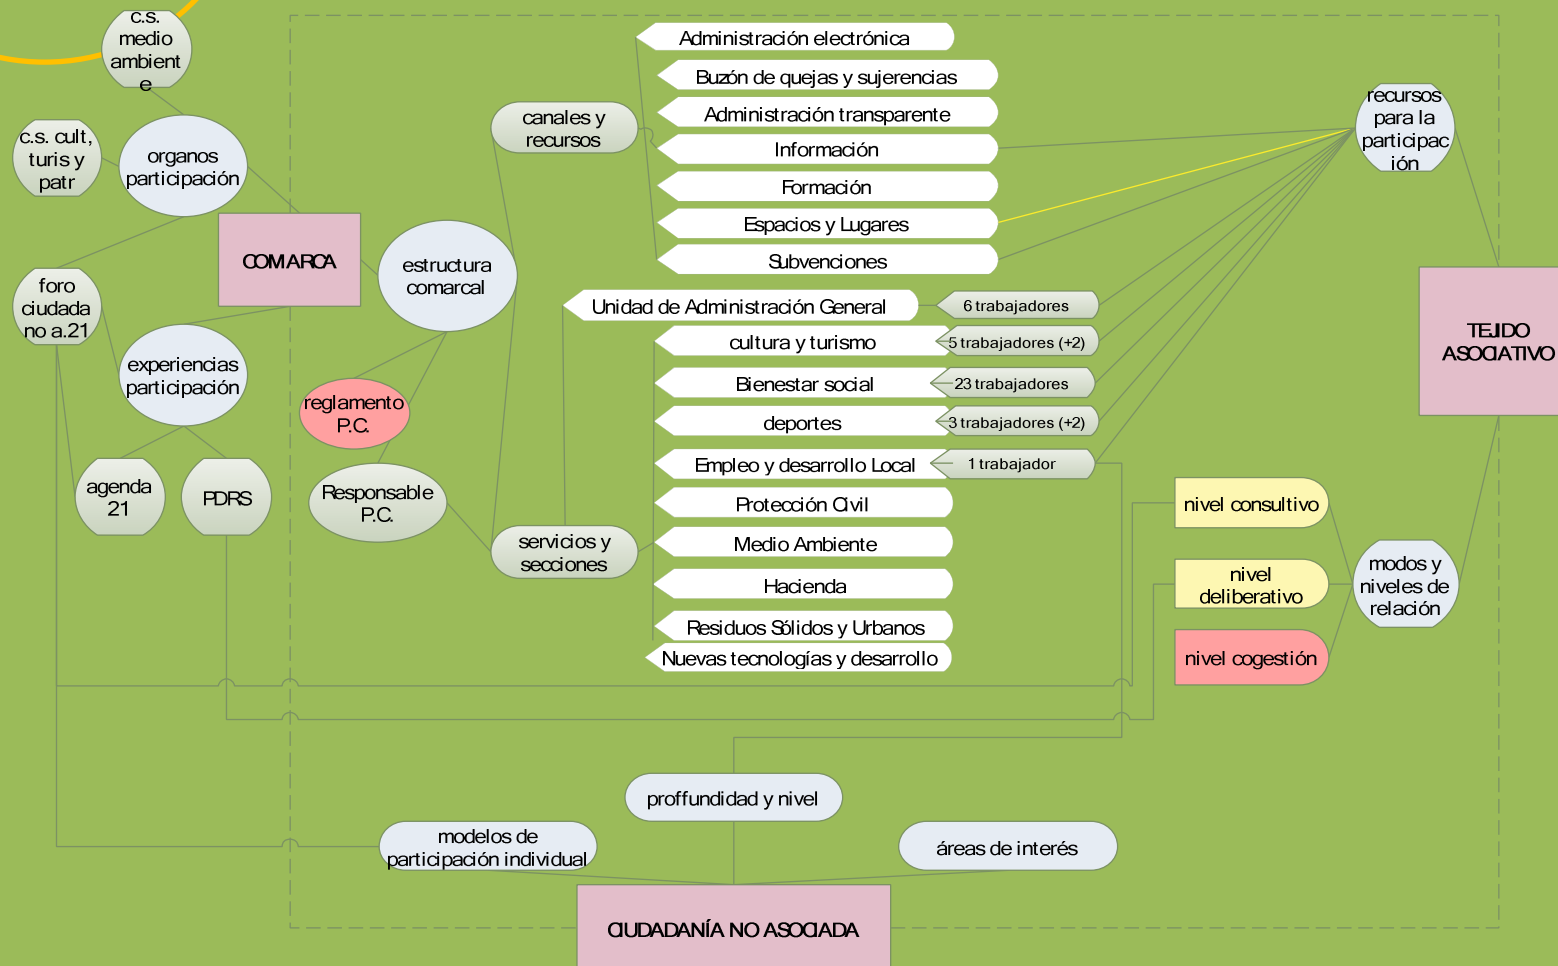 c.s.
medio
ambient
e
c.s. cult,
turis y
patr
organos
participación
COMARCA
foro
ciudada
no a.21
experiencias
participación
agenda
21
PDRS
estructura
comarcal
reglamento
P.C.
Responsable
P.C.
canales y
recursos
servicios y
secciones
Administración electrónica
Buzón de quejas y sujerencias
Administración transparente
Información
Formación
Espacios y Lugares
Subvenciones
Unidad de Administración General
6 trabajadores
cultura y turismo
5 trabajadores (+2)
Bienestar social
23 trabajadores
deportes
3 trabajadores (+2)
Empleo y desarrollo Local
1 trabajador
Protección Civil
Medio Ambiente
Hacienda
Residuos Sólidos y Urbanos
Nuevas tecnologías y desarrollo
recursos
para la
participac
ión
TEJIDO
ASOCIATIVO
nivel consultivo
nivel
deliberativo
nivel cogestión
modos y
niveles de
relación
proffundidad y nivel
modelos de
participación individual
áreas de interés
CIUDADANÍA NO ASOCIADA